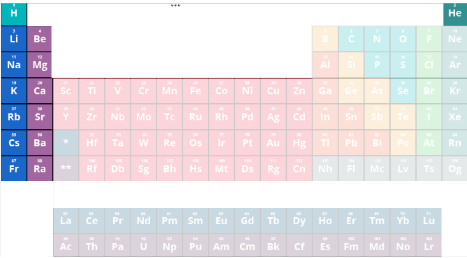 H He
Li Be B C N O F Ne
Na Mg Al Si P S Cl Ar
K Ca Sc Ti V Cr Mn Fe Co Ni Cu Zn Ga Ge As Se Br Kr
Rb Sr Y Zr Nb Mo Tc Ru Rh Pd Ag Cd In Sn Sb Te I Xe
Cs Ba * Hf Ta W Re Os Ir Pt Au Hg Tl Pb Bi Po At Rn
Fr Ra ** Rf Db Sg Bh Hs Mt Ds Rg Cn Nh Fl Mc Lv Ts Og
La Ce Pr Nd Pm Sm Eu Gd Tb Dy Ho Er Tm Yb Lu
Ac Th Pa U Np Pu Am Cm Bk Cf Es Fm Md No Lr